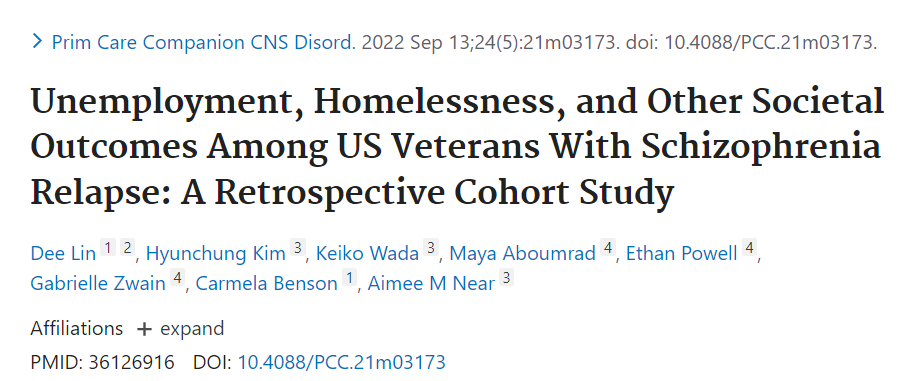 > Prim Care Companion CNS Disord. 2022 Sep 13;24(5):21m03173. doi: 10.4088/PCC.21m03173.
Unemployment, Homelessness, and Other Societal
Outcomes Among US Veterans With Schizophrenia
Relapse: A Retrospective Cohort Study
Dee Lin 1 2, Hyunchung Kim 3, Keiko Wada 3, Maya Aboumrad 4, Ethan Powell 4,
Gabrielle Zwain 4, Carmela Benson 1, Aimee M Near 3
Affiliations + expand
PMID: 36126916 DOI: 10.4088/PCC.21m03173